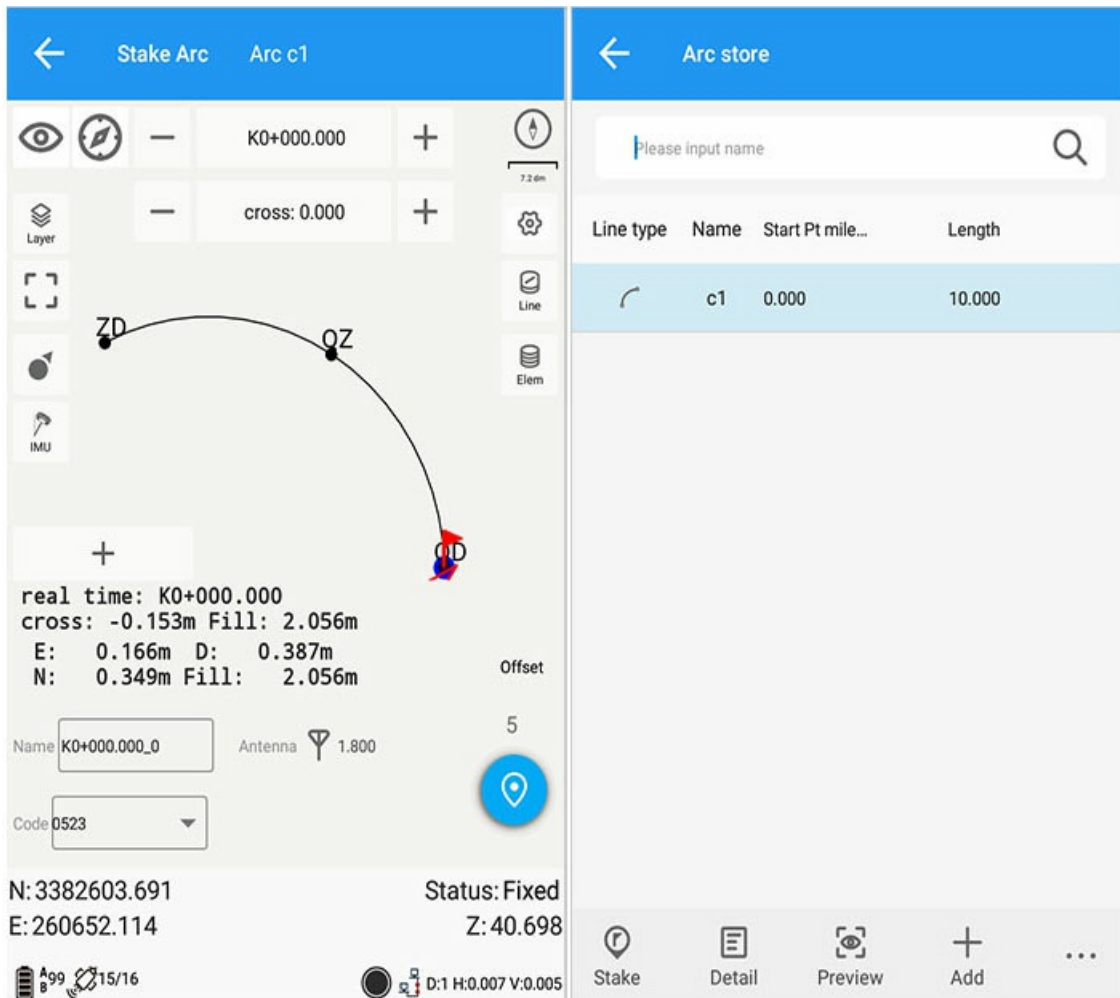 Stake Arc Arc c1
K0+000.000
7.2 dm
cross: 0.000
Layer
Line
ZD
QZ
Elem
IMU
QD
real time: K0+000.000
cross: -0.153m Fill: 2.056m
E: 0.166m D: 0.387m
N: 0.349m Fill: 2.056m
Offset
5
Name K0+000.000_0 Antenna 1.800
Code 0523
N: 3382603.691 Status: Fixed
E: 260652.114 Z: 40.698
A B 99 15/16 D:1 H:0.007 V:0.005
Arc store
Please input name
Line type Name Start Pt mile... Length
c1 0.000 10.000
Stake Detail Preview Add ...